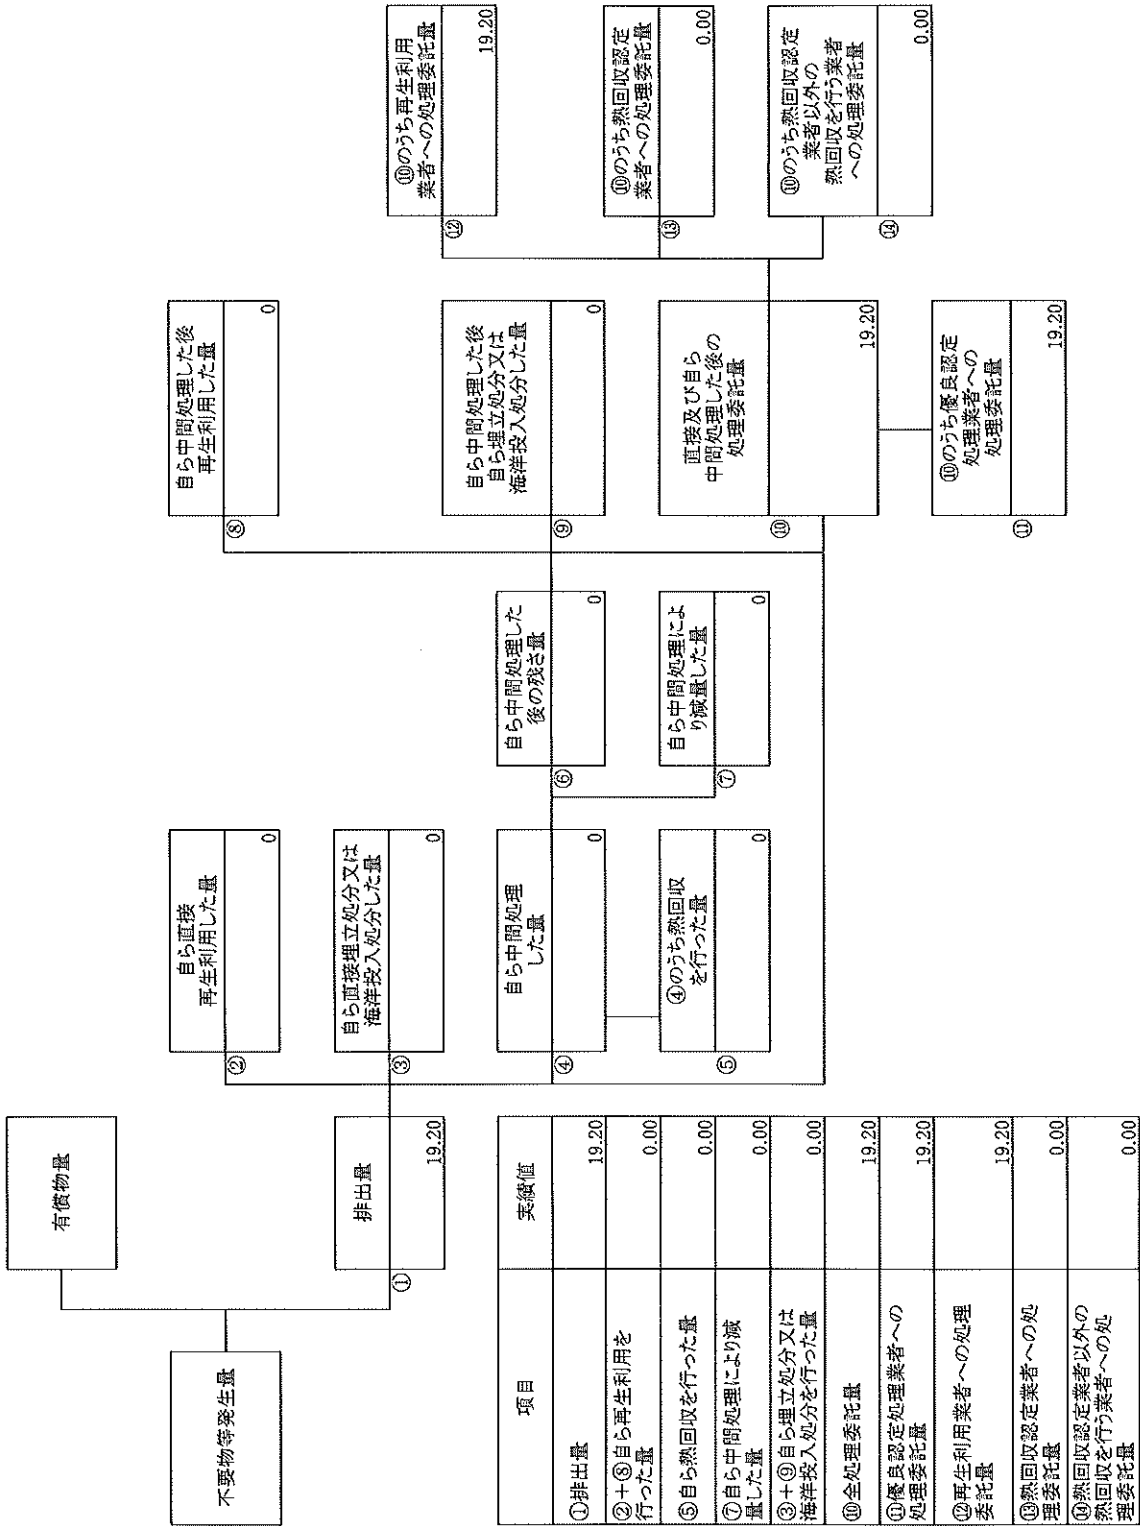 不要物等発生量
有償物量
排出量
①
19.20
自ら直接
再生利用した量
②
0
自ら直接埋立処分又は
海洋投入処分した量
③
0
自ら中間処理
した量
④
0
④のうち熱回収
を行った量
⑤
0
自ら中間処理した
後の残さ量
⑥
0
自ら中間処理によ
り減量した量
⑦
0
自ら中間処理した後
再生利用した量
⑧
0
自ら中間処理した後
自ら埋立処分又は
海洋投入処分した量
⑨
0
直接及び自ら
中間処理した後の
処理委託量
⑩
19.20
⑩のうち優良認定
処理業者への
処理委託量
⑪
19.20
⑩のうち再生利用
業者への処理委託量
⑫
19.20
⑩のうち熱回収認定
業者への処理委託量
⑬
0.00
⑩のうち熱回収認定
業者以外の
熱回収を行う業者
への処理委託量
⑭
0.00
項目 実績値
①排出量 19.20
②+⑧自ら再生利用を
行った量 0.00
⑤自ら熱回収を行った量 0.00
⑦自ら中間処理により減
量した量 0.00
③+⑨自ら埋立処分又は
海洋投入処分を行った量 0.00
⑩全処理委託量 19.20
⑪優良認定処理業者への
処理委託量 19.20
⑫再生利用業者への処理
委託量 19.20
⑬熱回収認定業者への処
理委託量 0.00
⑭熱回収認定業者以外の
熱回収を行う業者への処
理委託量 0.00